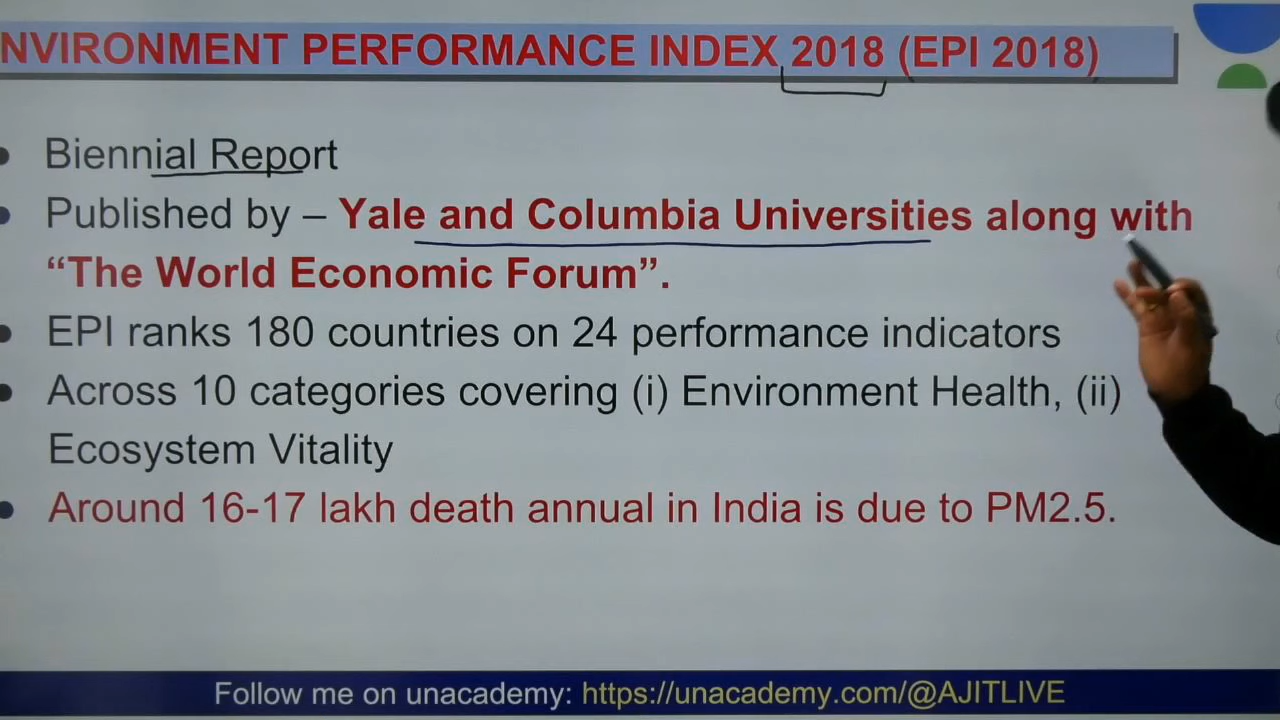 NVIRONMENT PERFORMANCE INDEX 2018 (EPI 2018)
• Biennial Report
• Published by – Yale and Columbia Universities along with
“The World Economic Forum”.
• EPI ranks 180 countries on 24 performance indicators
• Across 10 categories covering (i) Environment Health, (ii)
Ecosystem Vitality
• Around 16-17 lakh death annual in India is due to PM2.5.
Follow me on unacademy: https://unacademy.com/@AJITLIVE